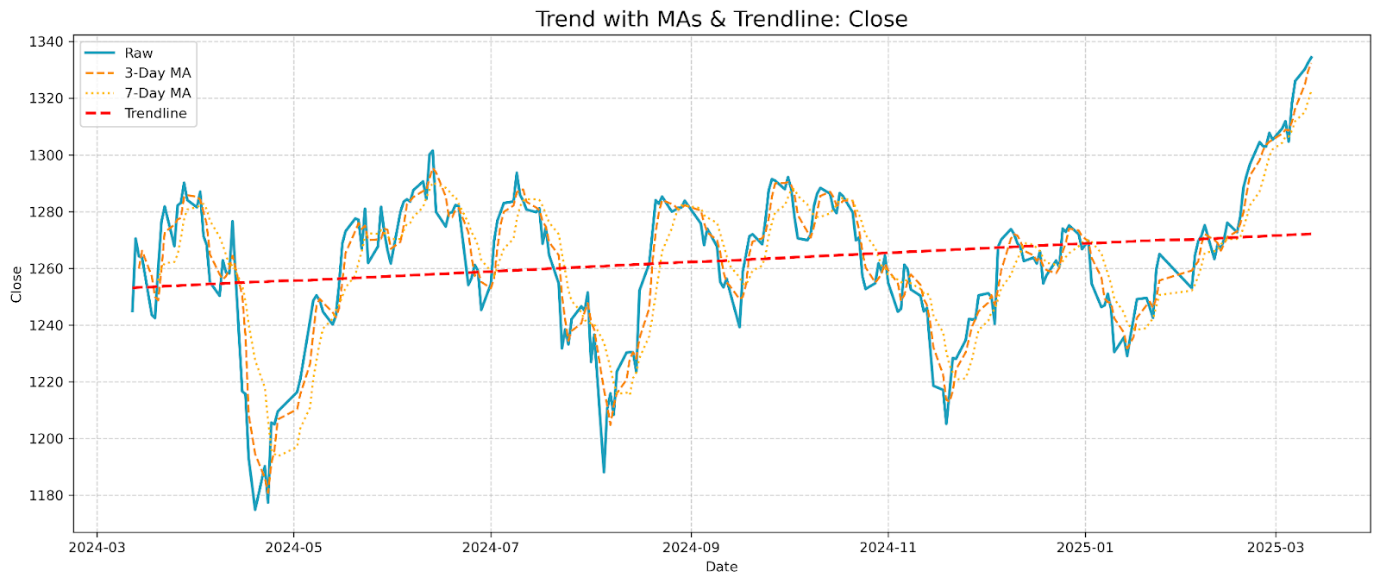 Trend with MAs & Trendline: Close
Raw
3-Day MA
7-Day MA
Trendline
1340
1320
1300
1280
1260
1240
1220
1200
1180
Close
2024-03 2024-05 2024-07 2024-09 2024-11 2025-01 2025-03
Date